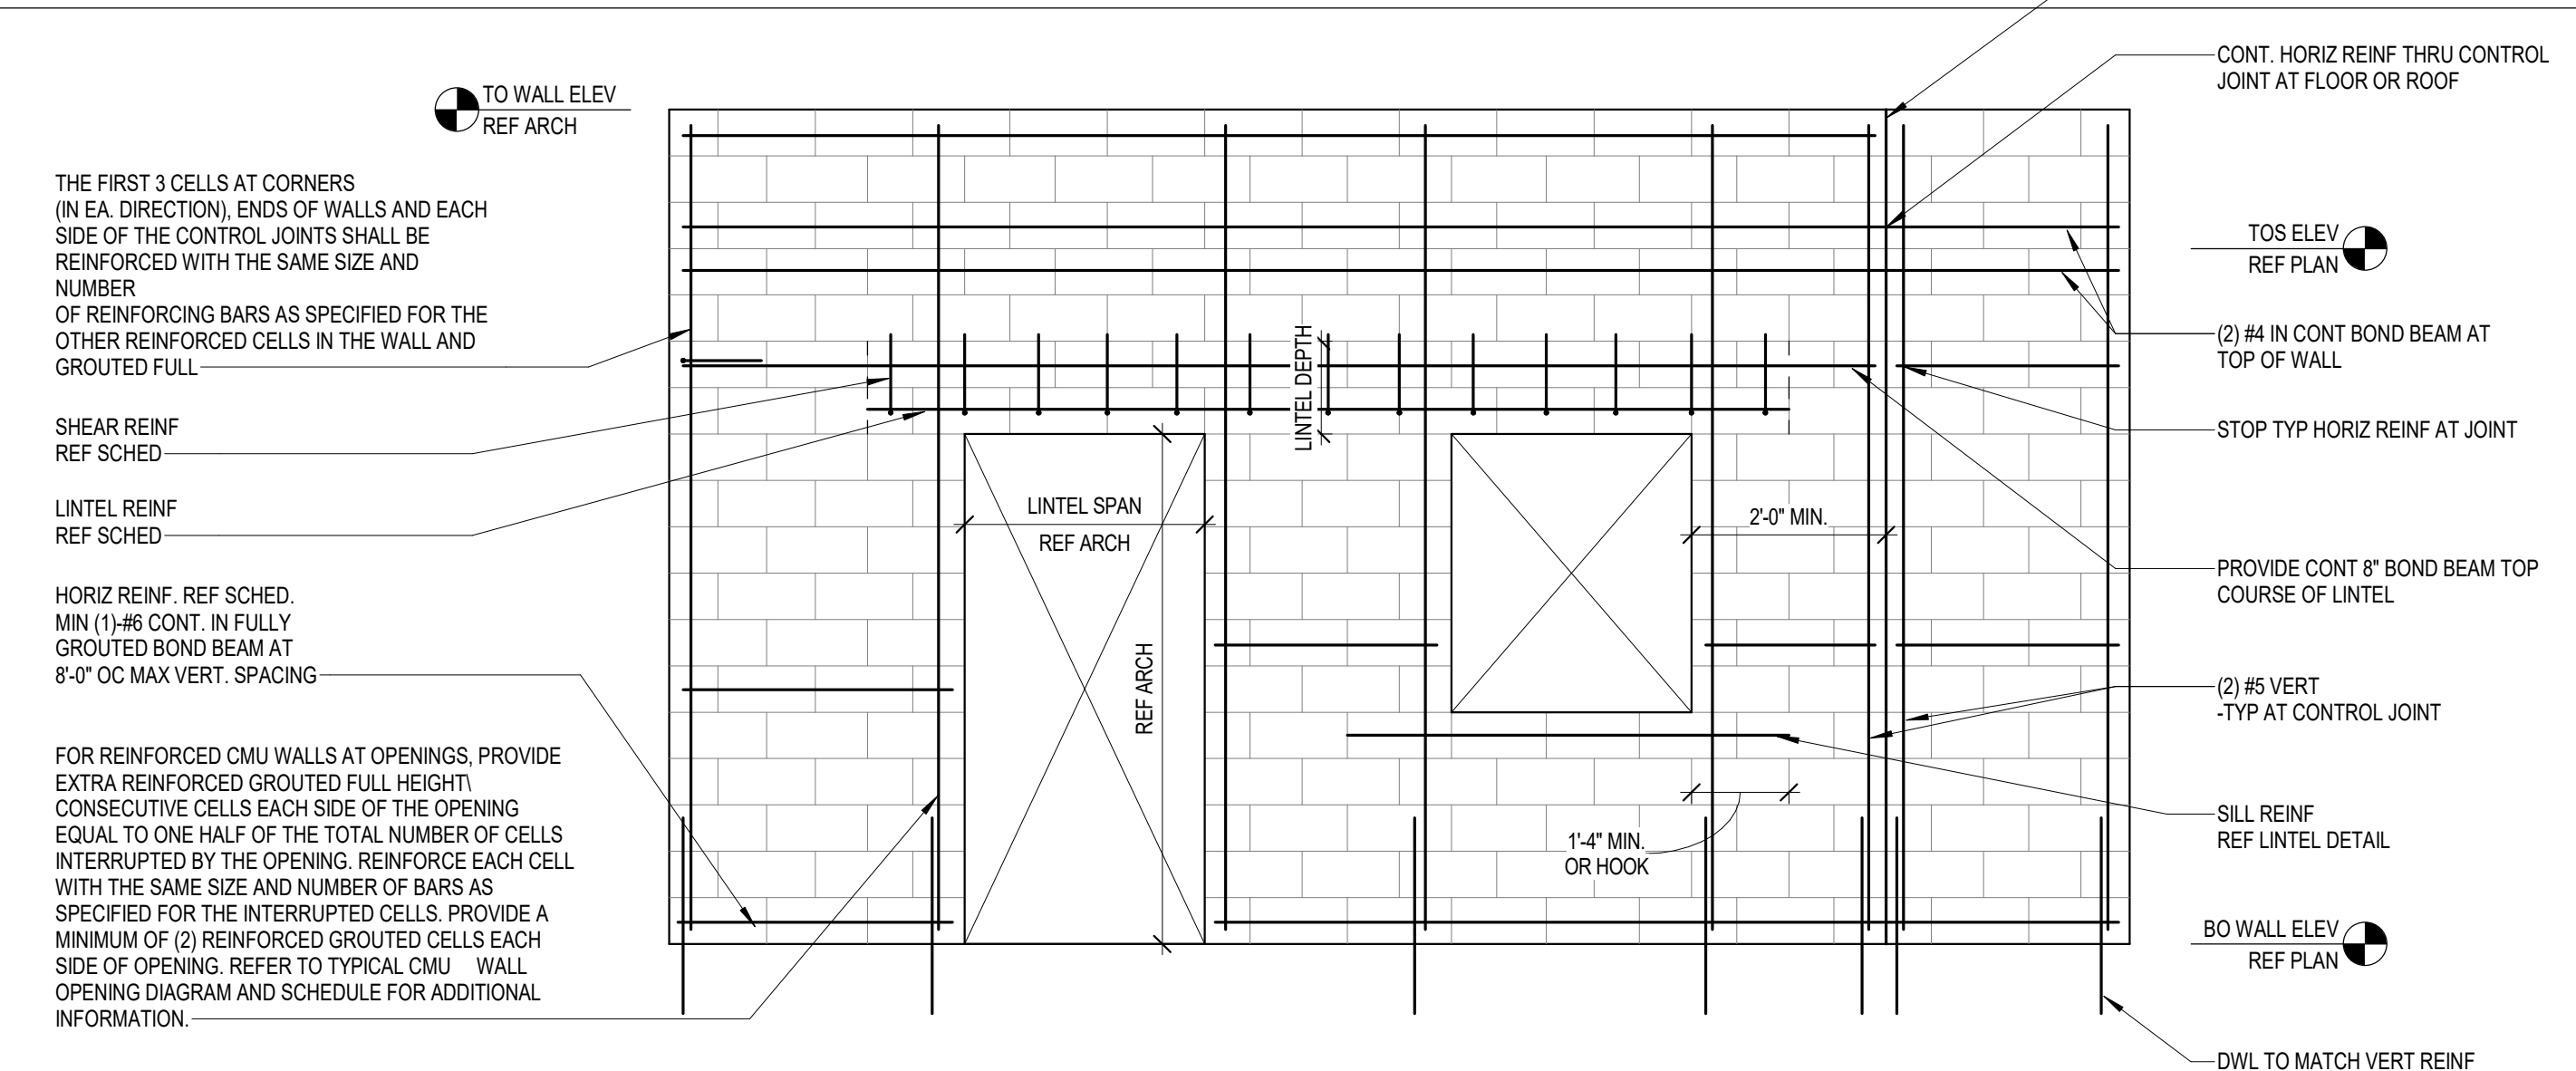 TO WALL ELEV
REF ARCH
THE FIRST 3 CELLS AT CORNERS
(IN EA. DIRECTION), ENDS OF WALLS AND EACH
SIDE OF THE CONTROL JOINTS SHALL BE
REINFORCED WITH THE SAME SIZE AND
NUMBER
OF REINFORCING BARS AS SPECIFIED FOR THE
OTHER REINFORCED CELLS IN THE WALL AND
GROUTED FULL
SHEAR REINF
REF SCHED
LINTEL REINF
REF SCHED
HORIZ REINF. REF SCHED.
MIN (1)-#6 CONT. IN FULLY
GROUTED BOND BEAM AT
8'-0" OC MAX VERT. SPACING
FOR REINFORCED CMU WALLS AT OPENINGS, PROVIDE
EXTRA REINFORCED GROUTED FULL HEIGHT\
CONSECUTIVE CELLS EACH SIDE OF THE OPENING
EQUAL TO ONE HALF OF THE TOTAL NUMBER OF CELLS
INTERRUPTED BY THE OPENING. REINFORCE EACH CELL
WITH THE SAME SIZE AND NUMBER OF BARS AS
SPECIFIED FOR THE INTERRUPTED CELLS. PROVIDE A
MINIMUM OF (2) REINFORCED GROUTED CELLS EACH
SIDE OF OPENING. REFER TO TYPICAL CMU WALL
OPENING DIAGRAM AND SCHEDULE FOR ADDITIONAL
INFORMATION.
LINTEL DEPTH
LINTEL SPAN
REF ARCH
REF ARCH
2'-0" MIN.
1'-4" MIN.
OR HOOK
CONT. HORIZ REINF THRU CONTROL
JOINT AT FLOOR OR ROOF
TOS ELEV
REF PLAN
(2) #4 IN CONT BOND BEAM AT
TOP OF WALL
STOP TYP HORIZ REINF AT JOINT
PROVIDE CONT 8" BOND BEAM TOP
COURSE OF LINTEL
(2) #5 VERT
-TYP AT CONTROL JOINT
SILL REINF
REF LINTEL DETAIL
BO WALL ELEV
REF PLAN
DWL TO MATCH VERT REINF